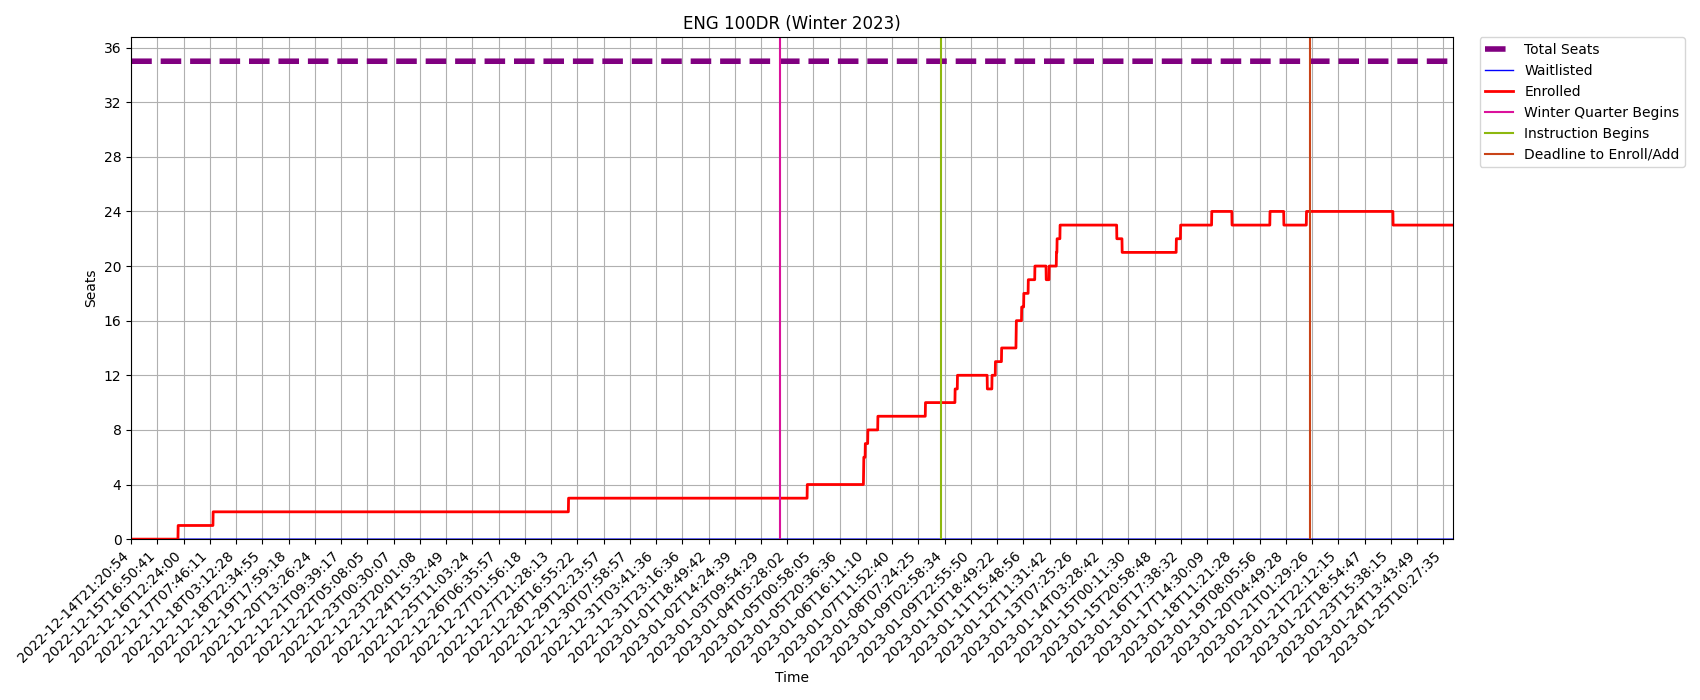 ENG 100DR (Winter 2023)
Total Seats
Waitlisted
Enrolled
Winter Quarter Begins
Instruction Begins
Deadline to Enroll/Add
Seats
36
32
28
24
20
16
12
8
4
0
2022-12-14T21:20:54
2022-12-15T16:50:41
2022-12-16T12:24:00
2022-12-17T07:46:11
2022-12-18T03:12:28
2022-12-18T22:34:55
2022-12-19T17:59:18
2022-12-20T13:26:24
2022-12-21T09:39:17
2022-12-22T05:08:05
2022-12-23T00:30:07
2022-12-23T20:01:08
2022-12-24T15:32:49
2022-12-25T11:03:24
2022-12-26T06:35:57
2022-12-27T01:56:18
2022-12-27T21:28:13
2022-12-28T16:55:22
2022-12-29T12:23:57
2022-12-30T07:58:57
2022-12-31T03:41:36
2022-12-31T23:16:36
2023-01-01T18:49:42
2023-01-02T14:24:39
2023-01-03T09:54:29
2023-01-04T05:28:02
2023-01-05T00:58:05
2023-01-05T20:36:36
2023-01-06T16:11:10
2023-01-07T11:52:40
2023-01-08T07:24:25
2023-01-09T02:58:34
2023-01-09T22:55:50
2023-01-10T18:49:22
2023-01-11T15:48:56
2023-01-12T11:31:42
2023-01-13T07:25:26
2023-01-14T03:28:42
2023-01-15T00:11:30
2023-01-15T20:58:48
2023-01-16T17:38:32
2023-01-17T14:30:09
2023-01-18T11:21:28
2023-01-19T08:05:56
2023-01-20T04:49:28
2023-01-21T01:29:26
2023-01-21T22:12:15
2023-01-22T18:54:47
2023-01-23T15:38:15
2023-01-24T13:43:49
2023-01-25T10:27:35
Time